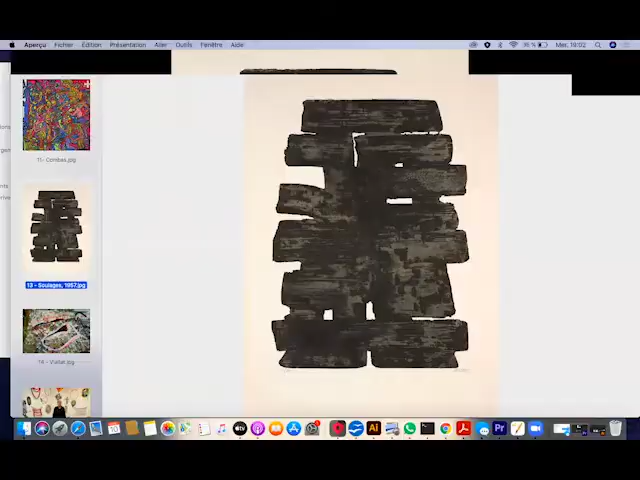 Aperçu Fichier Édition Présentation Aller Outils Fenêtre Aide
35 % Mer. 19:02
11- Combas.jpg
13 - Soulages, 1957.jpg
14 - Viallat.jpg